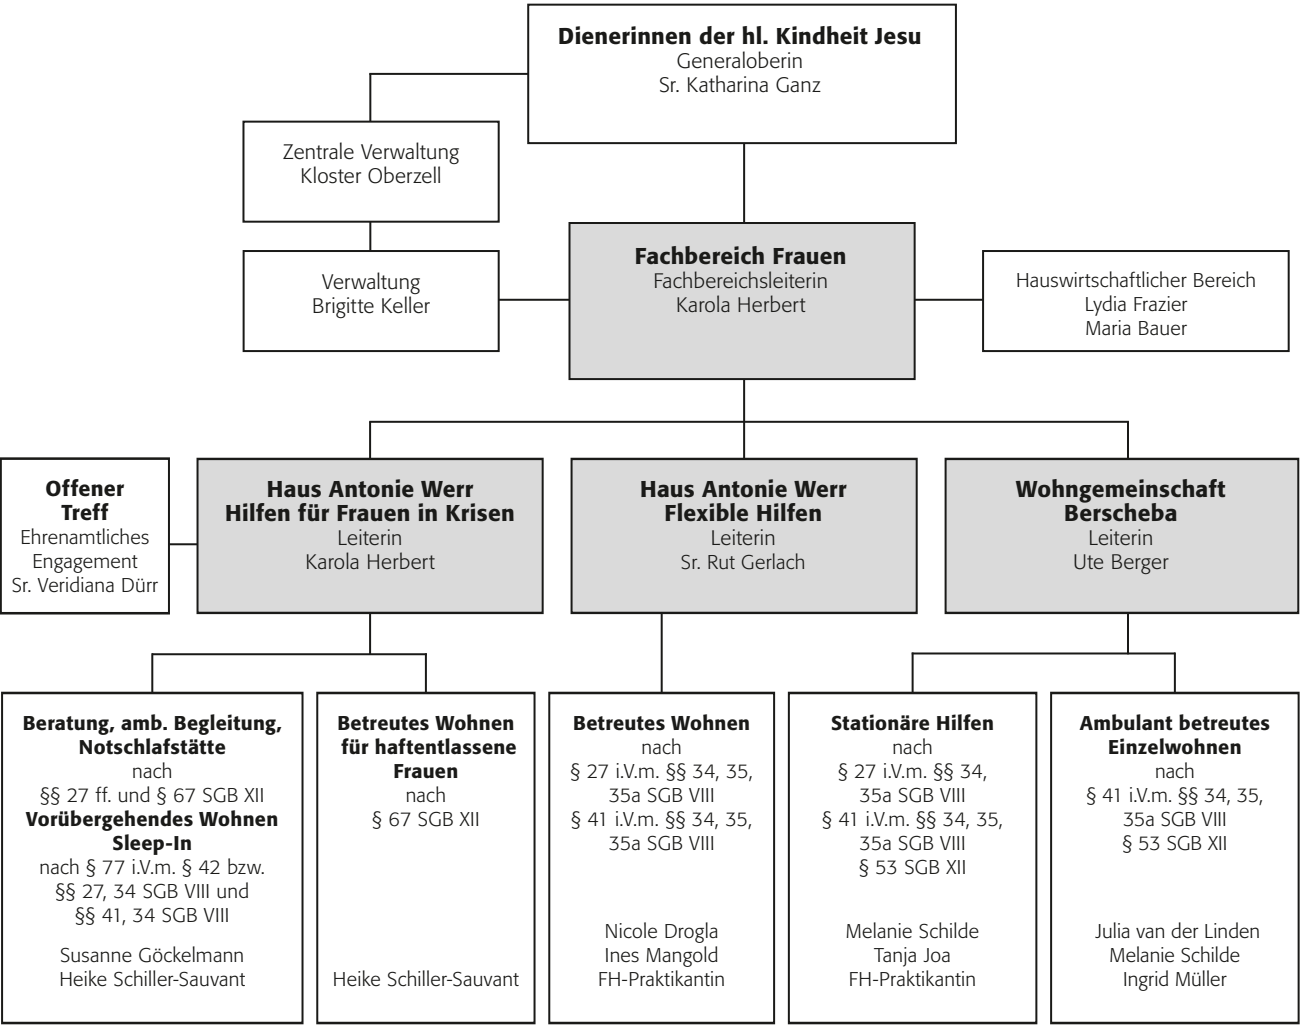 Dienerinnen der hl. Kindheit Jesu
Generaloberin
Sr. Katharina Ganz
Zentrale Verwaltung
Kloster Oberzell
Verwaltung
Brigitte Keller
Fachbereich Frauen
Fachbereichsleiterin
Karola Herbert
Hauswirtschaftlicher Bereich
Lydia Frazier
Maria Bauer
Offener
Treff
Ehrenamtliches
Engagement
Sr. Veridiana Dürr
Haus Antonie Werr
Hilfen für Frauen in Krisen
Leiterin
Karola Herbert
Haus Antonie Werr
Flexible Hilfen
Leiterin
Sr. Rut Gerlach
Wohngemeinschaft
Berscheba
Leiterin
Ute Berger
Beratung, amb. Begleitung,
Notschlafstätte
nach
§§ 27 ff. und § 67 SGB XII
Vorübergehendes Wohnen
Sleep-In
nach § 77 i.V.m. § 42 bzw.
§§ 27, 34 SGB VIII und
§§ 41, 34 SGB VIII
Susanne Göckelmann
Heike Schiller-Sauvant
Betreutes Wohnen
für haftentlassene
Frauen
nach
§ 67 SGB XII
Heike Schiller-Sauvant
Betreutes Wohnen
nach
§ 27 i.V.m. §§ 34, 35,
35a SGB VIII
§ 41 i.V.m. §§ 34, 35,
35a SGB VIII
Nicole Drogla
Ines Mangold
FH-Praktikantin
Stationäre Hilfen
nach
§ 27 i.V.m. §§ 34,
35a SGB VIII
§ 41 i.V.m. §§ 34, 35,
35a SGB VIII
§ 53 SGB XII
Melanie Schilde
Tanja Joa
FH-Praktikantin
Ambulant betreutes
Einzelwohnen
nach
§ 41 i.V.m. §§ 34, 35,
35a SGB VIII
§ 53 SGB XII
Julia van der Linden
Melanie Schilde
Ingrid Müller